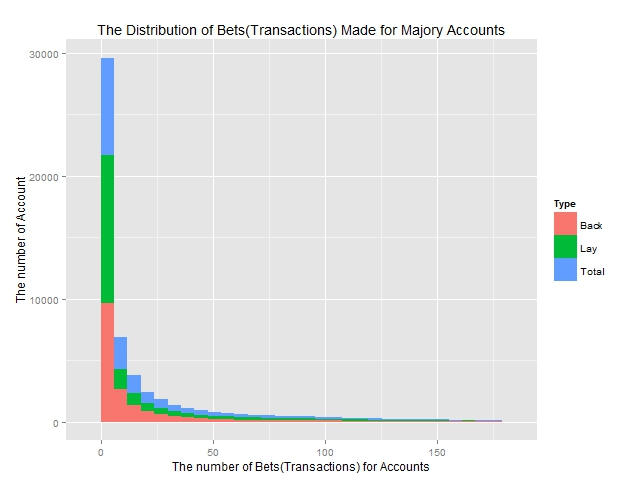 The Distribution of Bets(Transactions) Made for Majory Accounts
30000
20000
10000
0
The number of Account
0 50 100 150
The number of Bets(Transactions) for Accounts
Type
Back
Lay
Total